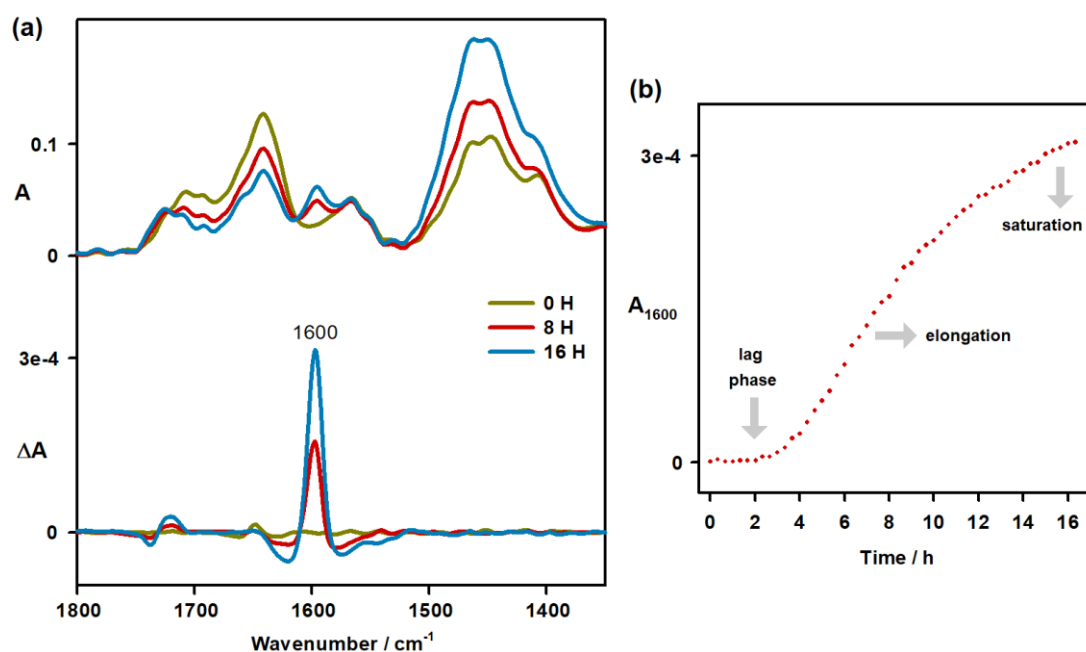 (a)
0.1
A
0
0 H
8 H
16 H
1600
3e-4
ΔA
0
1800 1700 1600 1500 1400
Wavenumber / cm⁻¹
(b)
3e-4
saturation
A₁₆₀₀
elongation
lag
phase
0
0 2 4 6 8 10 12 14 16
Time / h